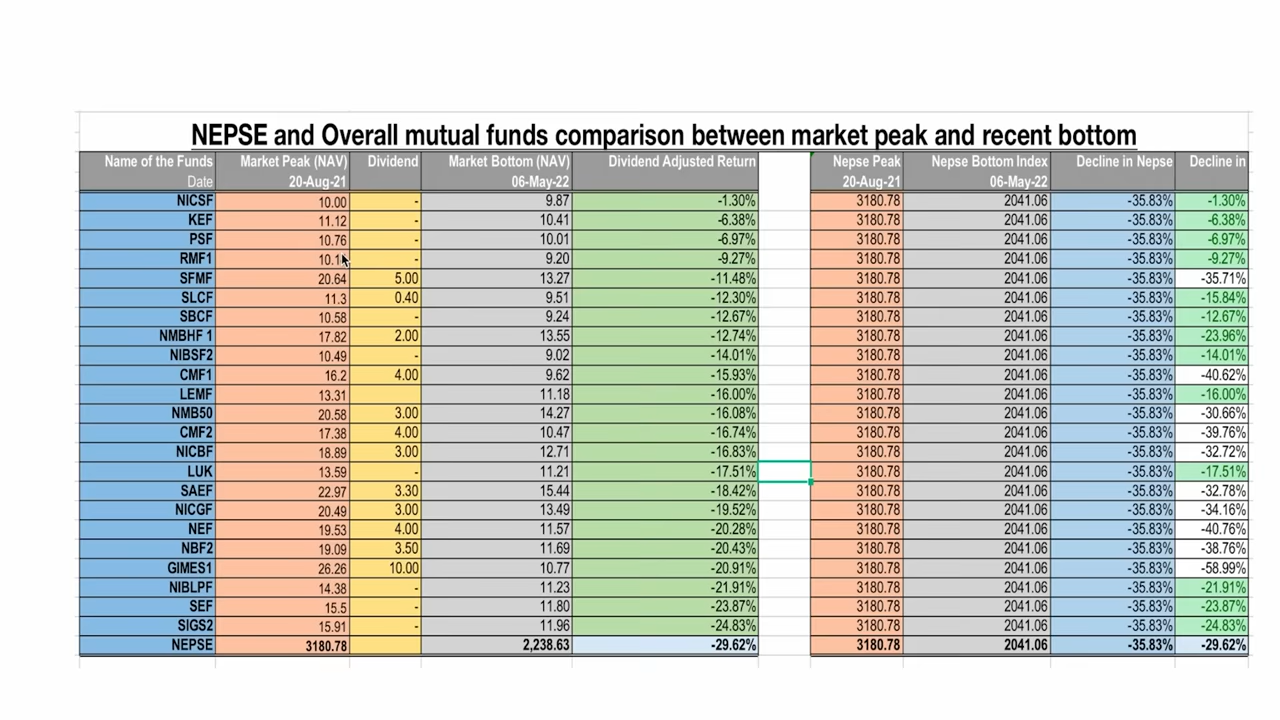 NEPSE and Overall mutual funds comparison between market peak and recent bottom
Name of the Funds Market Peak (NAV) Dividend Market Bottom (NAV) Dividend Adjusted Return Nepse Peak Nepse Bottom Index Decline in Nepse Decline in
Date 20-Aug-21 06-May-22 20-Aug-21 06-May-22
NICSF 10.00 - 9.87 -1.30% 3180.78 2041.06 -35.83% -1.30%
KEF 11.12 - 10.41 -6.38% 3180.78 2041.06 -35.83% -6.38%
PSF 10.76 - 10.01 -6.97% 3180.78 2041.06 -35.83% -6.97%
RMF1 - 9.20 -9.27% 3180.78 2041.06 -35.83% -9.27%
SFMF 20.64 5.00 13.27 -11.48% 3180.78 2041.06 -35.83% -35.71%
SLCF 11.3 0.40 9.51 -12.30% 3180.78 2041.06 -35.83% -15.84%
SBCF 10.58 - 9.24 -12.67% 3180.78 2041.06 -35.83% -12.67%
NMBHF 1 17.82 2.00 13.55 -12.74% 3180.78 2041.06 -35.83% -23.96%
NIBSF2 10.49 - 9.02 -14.01% 3180.78 2041.06 -35.83% -14.01%
CMF1 16.2 4.00 9.62 -15.93% 3180.78 2041.06 -35.83% -40.62%
LEMF 13.31 11.18 -16.00% 3180.78 2041.06 -35.83% -16.00%
NMB50 20.58 3.00 14.27 -16.08% 3180.78 2041.06 -35.83% -30.66%
CMF2 17.38 4.00 10.47 -16.74% 3180.78 2041.06 -35.83% -39.76%
NICBF 18.89 3.00 12.71 -16.83% 3180.78 2041.06 -35.83% -32.72%
LUK 13.59 - 11.21 -17.51% 3180.78 2041.06 -35.83% -17.51%
SAEF 22.97 3.30 15.44 -18.42% 3180.78 2041.06 -35.83% -32.78%
NICGF 20.49 3.00 13.49 -19.52% 3180.78 2041.06 -35.83% -34.16%
NEF 19.53 4.00 11.57 -20.28% 3180.78 2041.06 -35.83% -40.76%
NBF2 19.09 3.50 11.69 -20.43% 3180.78 2041.06 -35.83% -38.76%
GIMES1 26.26 10.00 10.77 -20.91% 3180.78 2041.06 -35.83% -58.99%
NIBLPF 14.38 - 11.23 -21.91% 3180.78 2041.06 -35.83% -21.91%
SEF 15.5 - 11.80 -23.87% 3180.78 2041.06 -35.83% -23.87%
SIGS2 15.91 - 11.96 -24.83% 3180.78 2041.06 -35.83% -24.83%
NEPSE 3180.78 2,238.63 -29.62% 3180.78 2041.06 -35.83% -29.62%